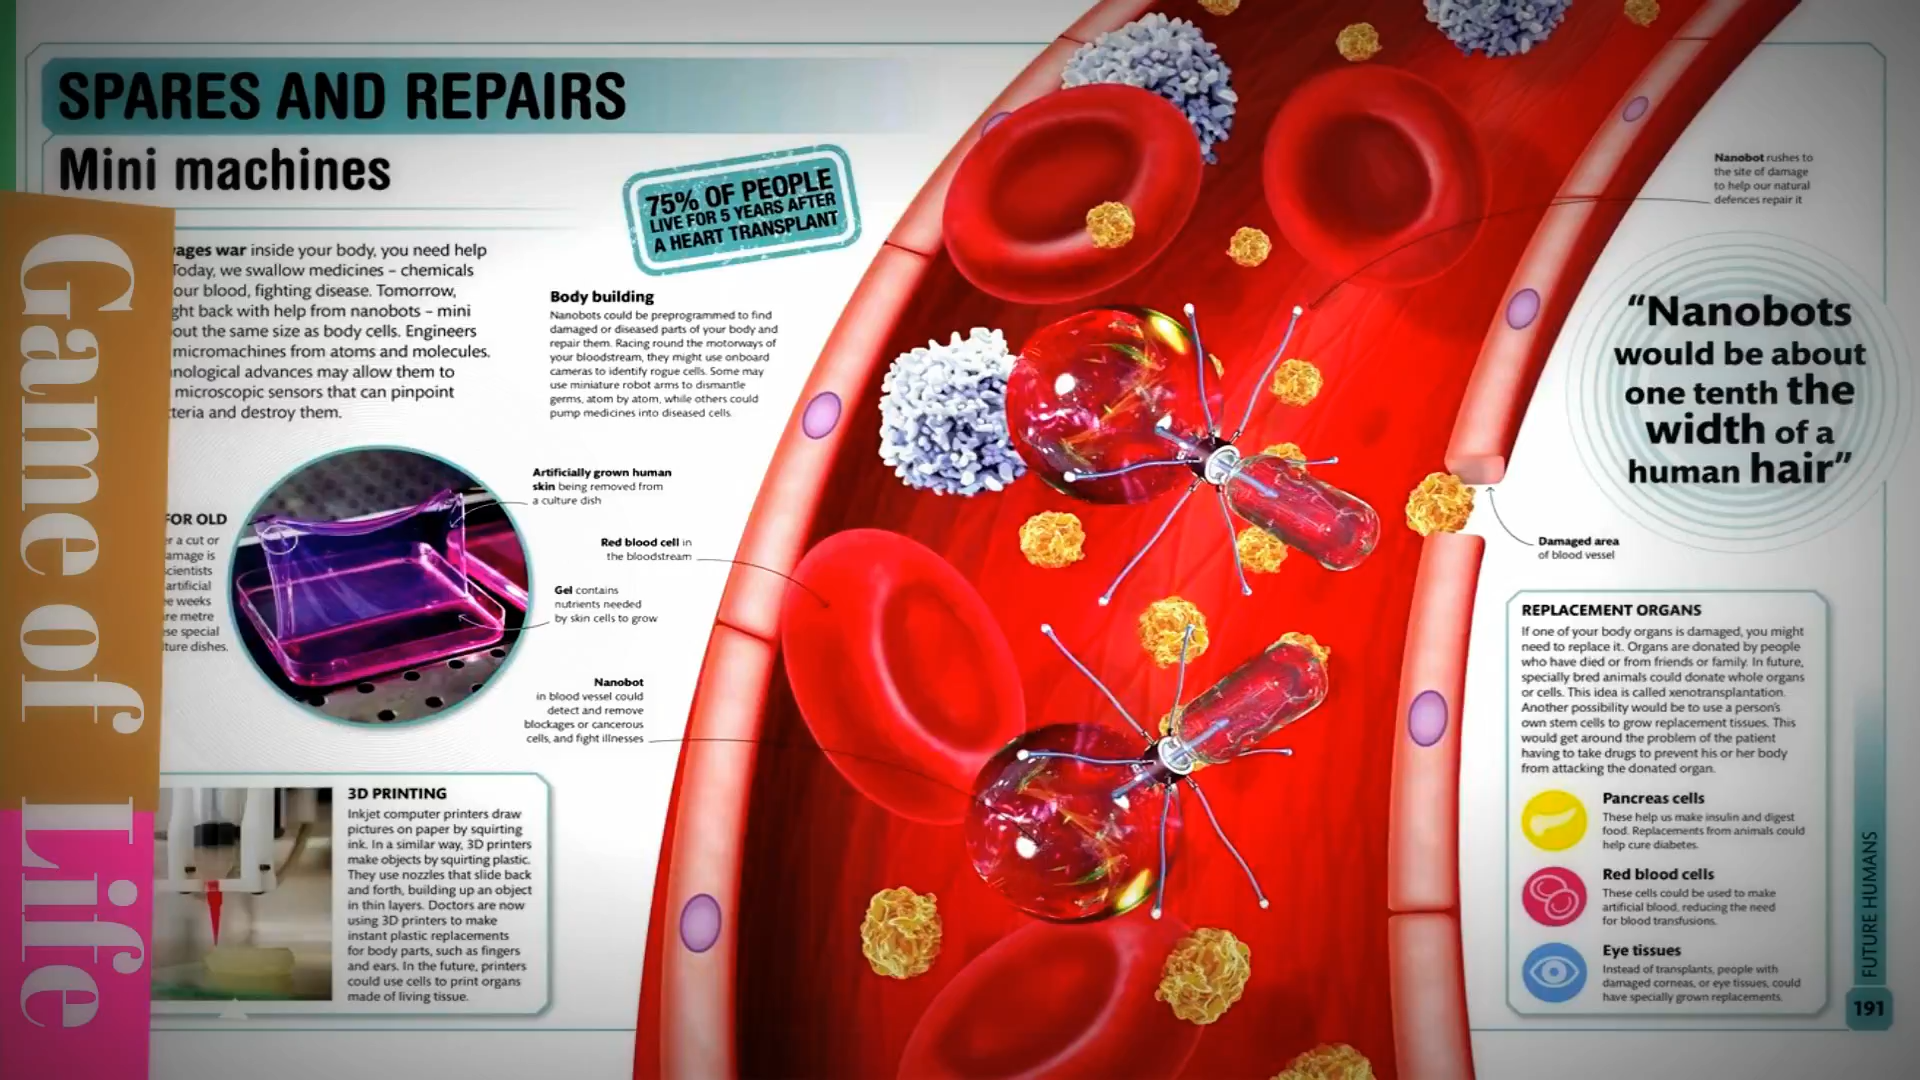 SPARES AND REPAIRS
Mini machines
75% OF PEOPLE
LIVE FOR 5 YEARS AFTER
A HEART TRANSPLANT
Game of Life
ages war inside your body, you need help
Today, we swallow medicines – chemicals
our blood, fighting disease. Tomorrow,
ght back with help from nanobots – mini
out the same size as body cells. Engineers
micromachines from atoms and molecules.
nological advances may allow them to
microscopic sensors that can pinpoint
teria and destroy them.
Body building
Nanobots could be preprogrammed to find
damaged or diseased parts of your body and
repair them. Racing round the motorways of
your bloodstream, they might use onboard
cameras to identify rogue cells. Some may
use miniature robot arms to dismantle
germs, atom by atom, while others could
pump medicines into diseased cells.
FOR OLD
r a cut or
amage is
cientists
artificial
e weeks
re metre
se special
ture dishes.
Artificially grown human
skin being removed from
a culture dish
Red blood cell in
the bloodstream
Gel contains
nutrients needed
by skin cells to grow
Nanobot
in blood vessel could
detect and remove
blockages or cancerous
cells, and fight illnesses
3D PRINTING
Inkjet computer printers draw
pictures on paper by squirting
ink. In a similar way, 3D printers
make objects by squirting plastic.
They use nozzles that slide back
and forth, building up an object
in thin layers. Doctors are now
using 3D printers to make
instant plastic replacements
for body parts, such as fingers
and ears. In the future, printers
could use cells to print organs
made of living tissue.
Nanobot rushes to
the site of damage
to help our natural
defences repair it
“Nanobots
would be about
one tenth the
width of a
human hair”
Damaged area
of blood vessel
REPLACEMENT ORGANS
If one of your body organs is damaged, you might
need to replace it. Organs are donated by people
who have died or from friends or family. In future,
specially bred animals could donate whole organs
or cells. This idea is called xenotransplantation.
Another possibility would be to use a person's
own stem cells to grow replacement tissues. This
would get around the problem of the patient
having to take drugs to prevent his or her body
from attacking the donated organ.
Pancreas cells
These help us make insulin and digest
food. Replacements from animals could
help cure diabetes.
Red blood cells
These cells could be used to make
artificial blood, reducing the need
for blood transfusions.
Eye tissues
Instead of transplants, people with
damaged corneas, or eye tissues, could
have specially grown replacements.
FUTURE HUMANS
191